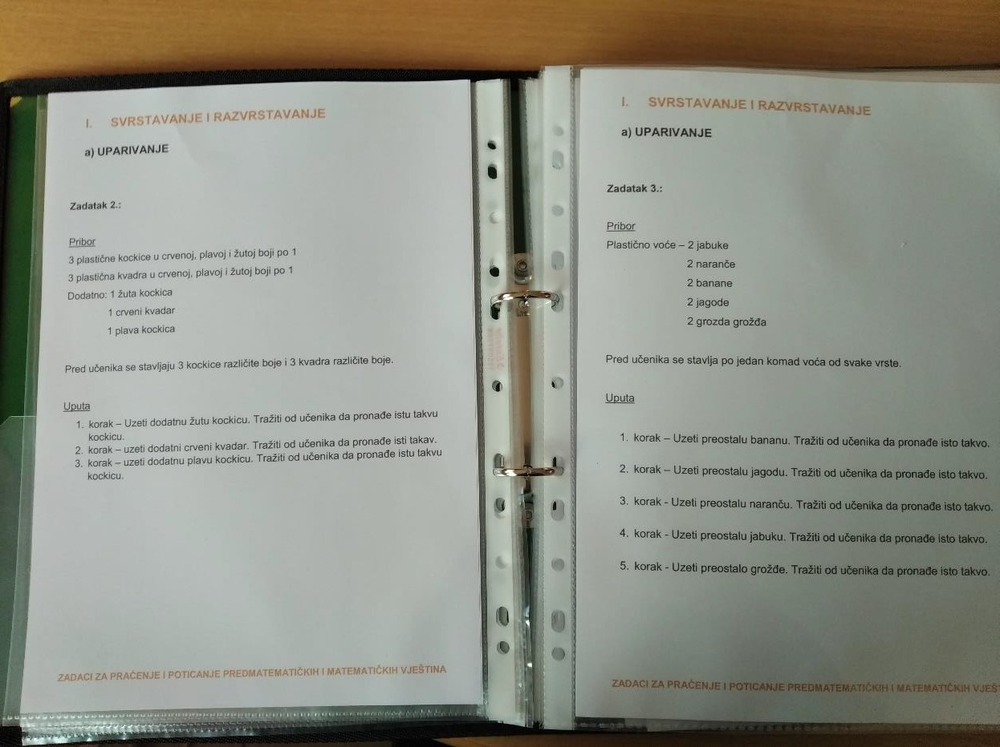 I. SVRSTAVANJE I RAZVRSTAVANJE
a) UPARIVANJE
Zadatak 2.:
Pribor
3 plastične kockice u crvenoj, plavoj i žutoj boji po 1
3 plastična kvadra u crvenoj, plavoj i žutoj boji po 1
Dodatno: 1 žuta kockica
1 crveni kvadar
1 plava kockica
Pred učenika se stavljaju 3 kockice različite boje i 3 kvadra različite boje.
Uputa
1. korak – Uzeti dodatnu žutu kockicu. Tražiti od učenika da pronađe istu takvu
kockicu.
2. korak – uzeti dodatni crveni kvadar. Tražiti od učenika da pronađe isti takav.
3. korak – uzeti dodatnu plavu kockicu. Tražiti od učenika da pronađe istu takvu
kockicu.
ZADACI ZA PRAĆENJE I POTICANJE PREDMATEMATIČKIH I MATEMATIČKIH VJEŠTINA
I. SVRSTAVANJE I RAZVRSTAVANJE
a) UPARIVANJE
Zadatak 3.:
Pribor
Plastično voće – 2 jabuke
2 naranče
2 banane
2 jagode
2 grozda grožđa
Pred učenika se stavlja po jedan komad voća od svake vrste.
Uputa
1. korak – Uzeti preostalu bananu. Tražiti od učenika da pronađe isto takvo.
2. korak – Uzeti preostalu jagodu. Tražiti od učenika da pronađe isto takvo.
3. korak - Uzeti preostalu naranču. Tražiti od učenika da pronađe isto takvo.
4. korak - Uzeti preostalu jabuku. Tražiti od učenika da pronađe isto takvo.
5. korak - Uzeti preostalo grožđe. Tražiti od učenika da pronađe isto takvo.
ZADACI ZA PRAĆENJE I POTICANJE PREDMATEMATIČKIH I MATEMATIČKIH VJEŠ